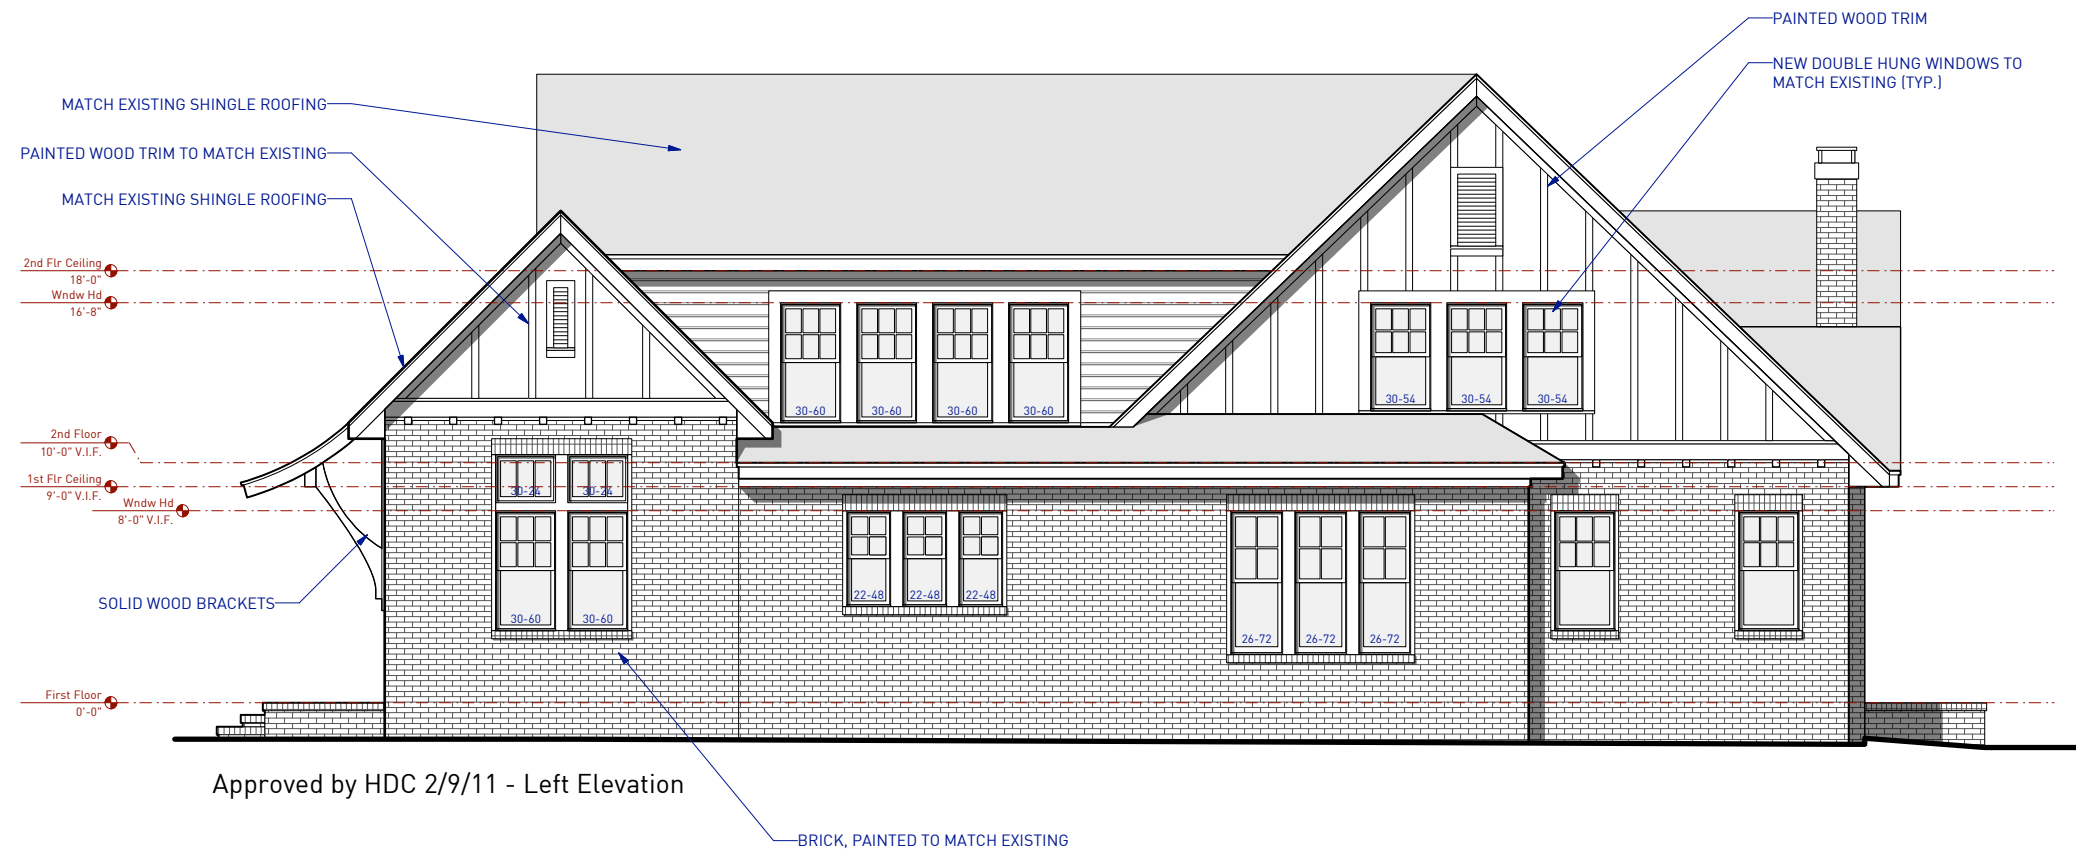 PAINTED WOOD TRIM
NEW DOUBLE HUNG WINDOWS TO
MATCH EXISTING (TYP.)
MATCH EXISTING SHINGLE ROOFING
PAINTED WOOD TRIM TO MATCH EXISTING
MATCH EXISTING SHINGLE ROOFING
2nd Flr Ceiling
18'-0"
Wndw Hd
16'-8"
30-54 30-54 30-54
30-60 30-60 30-60 30-60
2nd Floor
10'-0" V.I.F.
1st Flr Ceiling
9'-0" V.I.F.
30-24 30-24
Wndw Hd
8'-0" V.I.F.
22-48 22-48 22-48
SOLID WOOD BRACKETS
30-60 30-60
26-72 26-72 26-72
First Floor
0'-0"
Approved by HDC 2/9/11 - Left Elevation
BRICK, PAINTED TO MATCH EXISTING